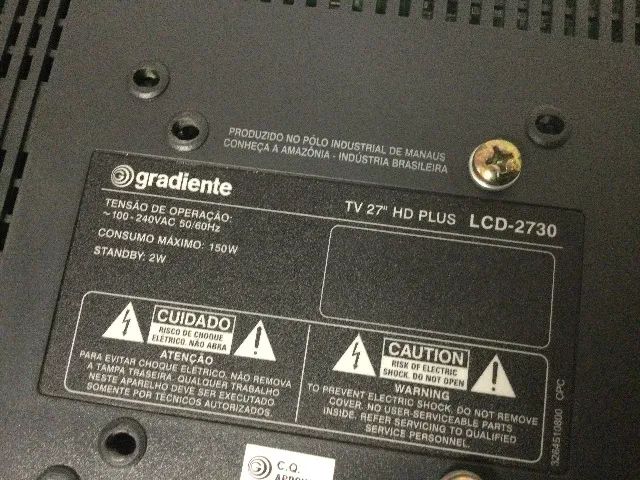 PRODUZIDO NO PÓLO INDUSTRIAL DE MANAUS
CONHEÇA A AMAZÔNIA - INDÚSTRIA BRASILEIRA
gradiente
TV 27" HD PLUS LCD-2730
TENSÃO DE OPERAÇÃO:
~100-240VAC 50/60Hz
CONSUMO MÁXIMO: 150W
STANDBY: 2W
CUIDADO
RISCO DE CHOQUE
ELÉTRICO. NÃO ABRA
ATENÇÃO
PARA EVITAR CHOQUE ELÉTRICO, NÃO REMOVA
A TAMPA TRASEIRA. QUALQUER TRABALHO
NESTE APARELHO DEVE SER EXECUTADO
SOMENTE POR TÉCNICOS AUTORIZADOS.
CAUTION
RISK OF ELECTRIC
SHOCK. DO NOT OPEN
WARNING
TO PREVENT ELECTRIC SHOCK, DO NOT REMOVE
COVER. NO USER-SERVICEABLE PARTS
INSIDE. REFER SERVICING TO QUALIFIED
SERVICE PERSONNEL.
CPC
C.Q.